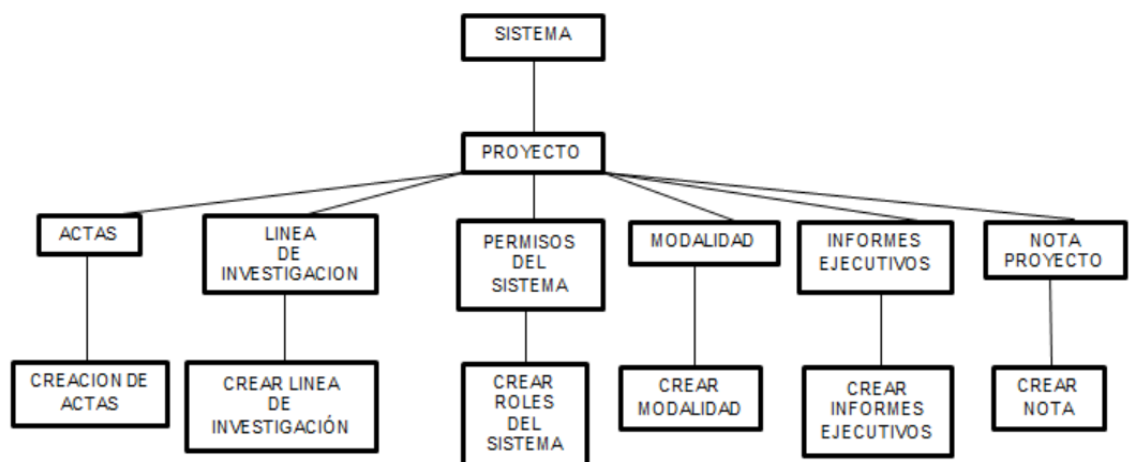 SISTEMA
PROYECTO
ACTAS
LINEA
DE
INVESTIGACION
PERMISOS
DEL
SISTEMA
MODALIDAD
INFORMES
EJECUTIVOS
NOTA
PROYECTO
CREACION DE
ACTAS
CREAR LINEA
DE
INVESTIGACIÓN
CREAR
ROLES
DEL
SISTEMA
CREAR
MODALIDAD
CREAR
INFORMES
EJECUTIVOS
CREAR
NOTA